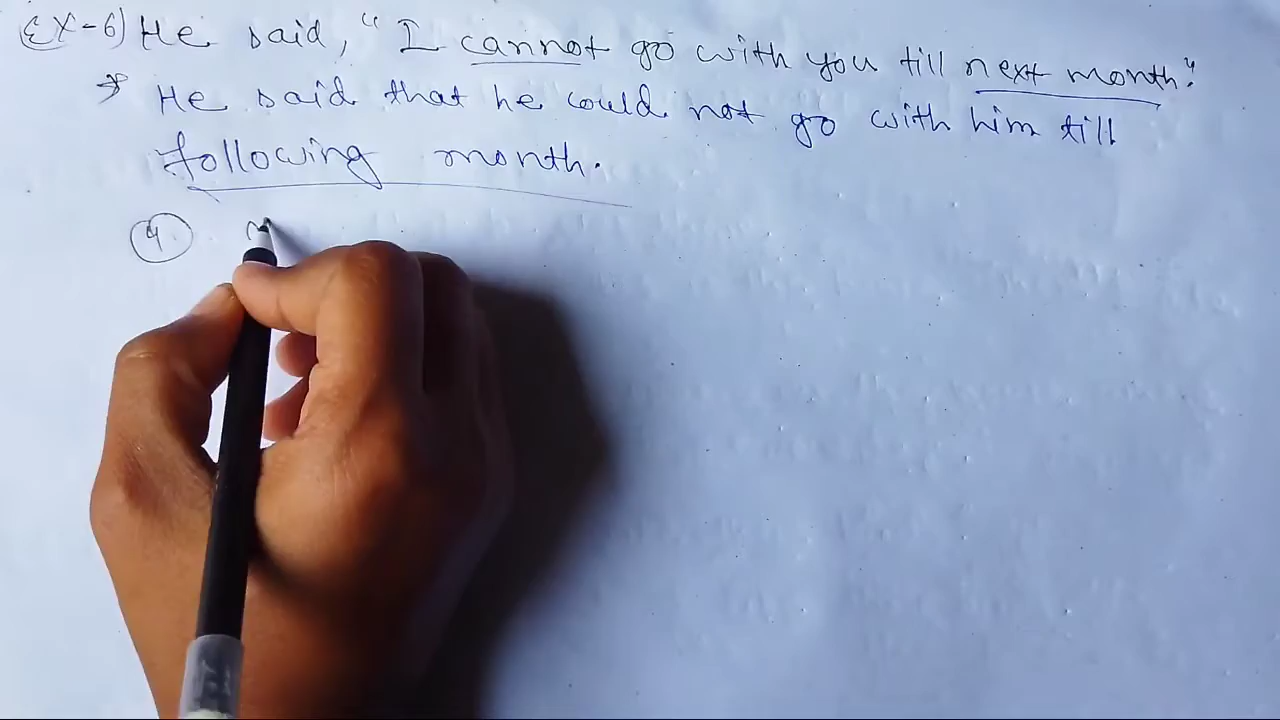 Ex-6) He said, "I cannot go with you till next month."
* He said that he could not go with him till
following month.
4.